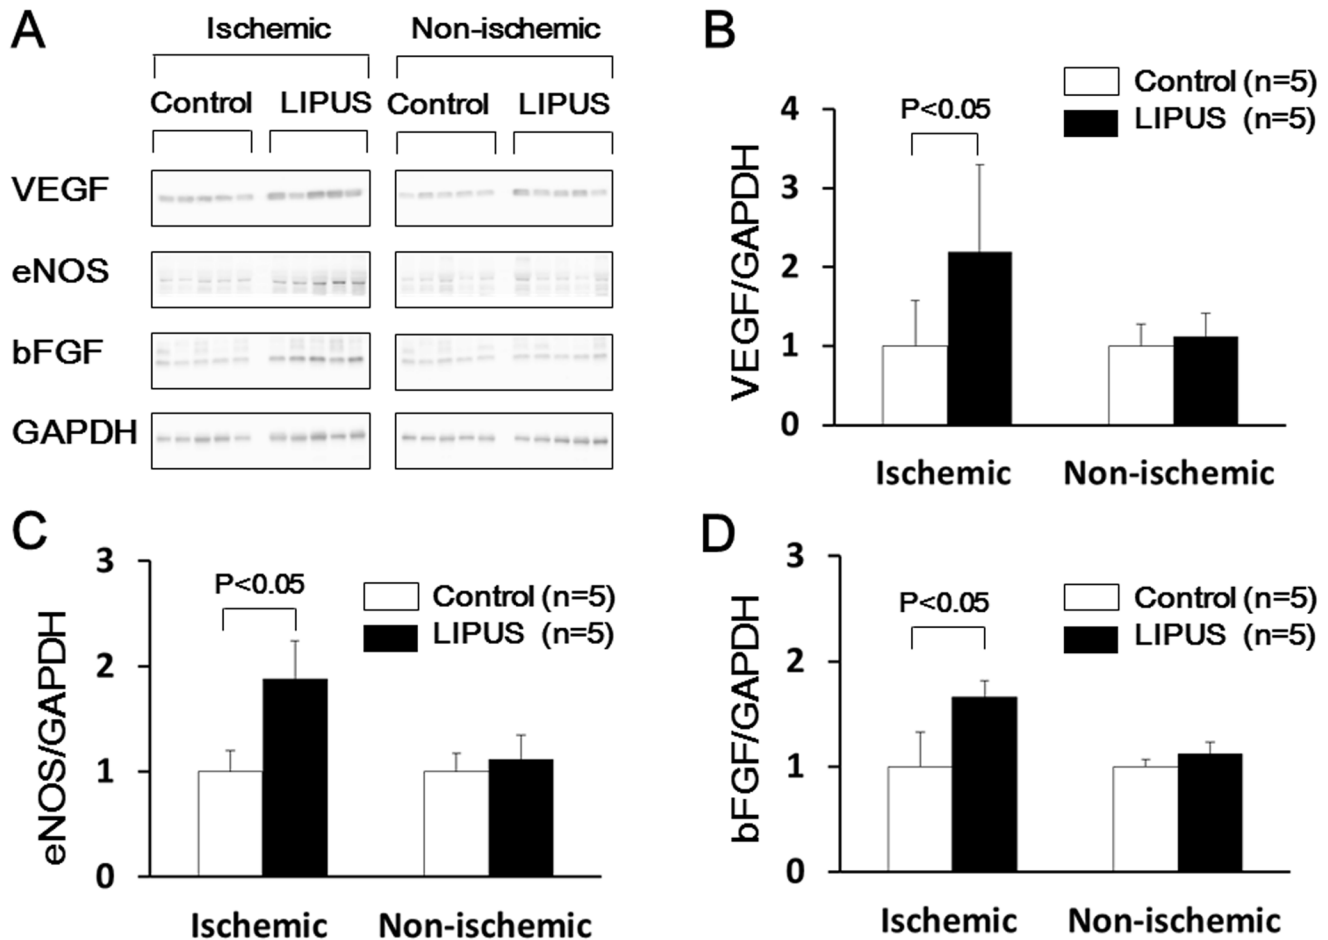 A
Ischemic
Non-ischemic
Control
LIPUS
Control
LIPUS
VEGF
eNOS
bFGF
GAPDH
B
Control (n=5)
LIPUS (n=5)
P<0.05
VEGF/GAPDH
4
3
2
1
0
Ischemic
Non-ischemic
C
Control (n=5)
LIPUS (n=5)
P<0.05
eNOS/GAPDH
3
2
1
0
Ischemic
Non-ischemic
D
Control (n=5)
LIPUS (n=5)
P<0.05
bFGF/GAPDH
3
2
1
0
Ischemic
Non-ischemic